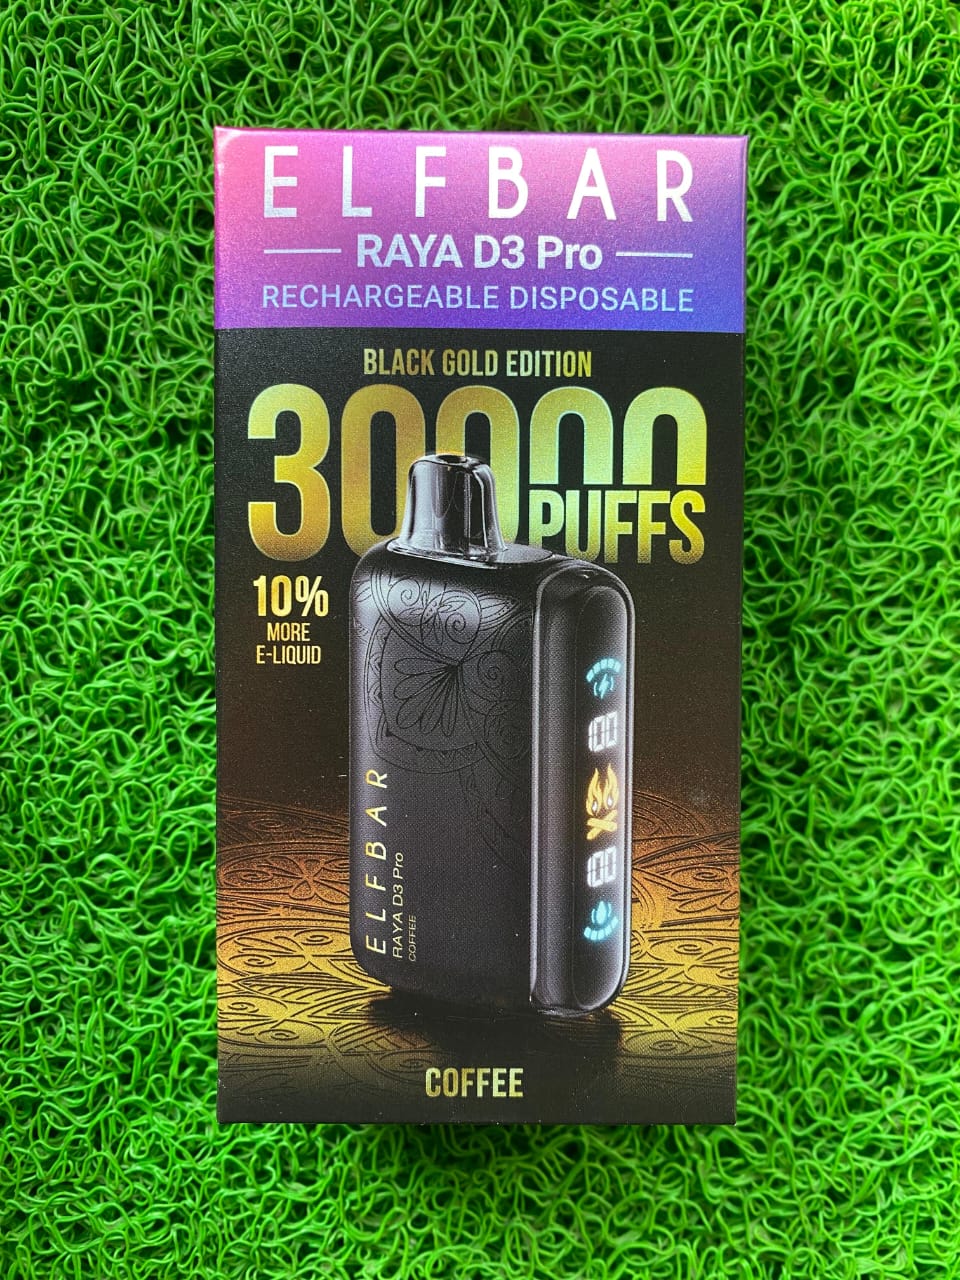 ELFBAR
RAYA D3 Pro
RECHARGEABLE DISPOSABLE
BLACK GOLD EDITION
30000
PUFFS
10%
MORE
E-LIQUID
ELFBAR
RAYA D3 Pro
COFFEE
COFFEE